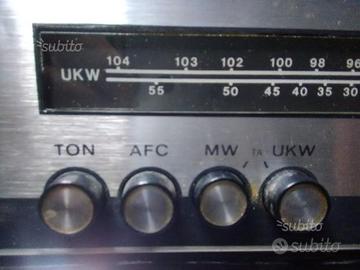 subito
subito
104 103 102 100 98 96
UKW
55 50 45 40 35 30
TON AFC MW TA UKW
subito
subito